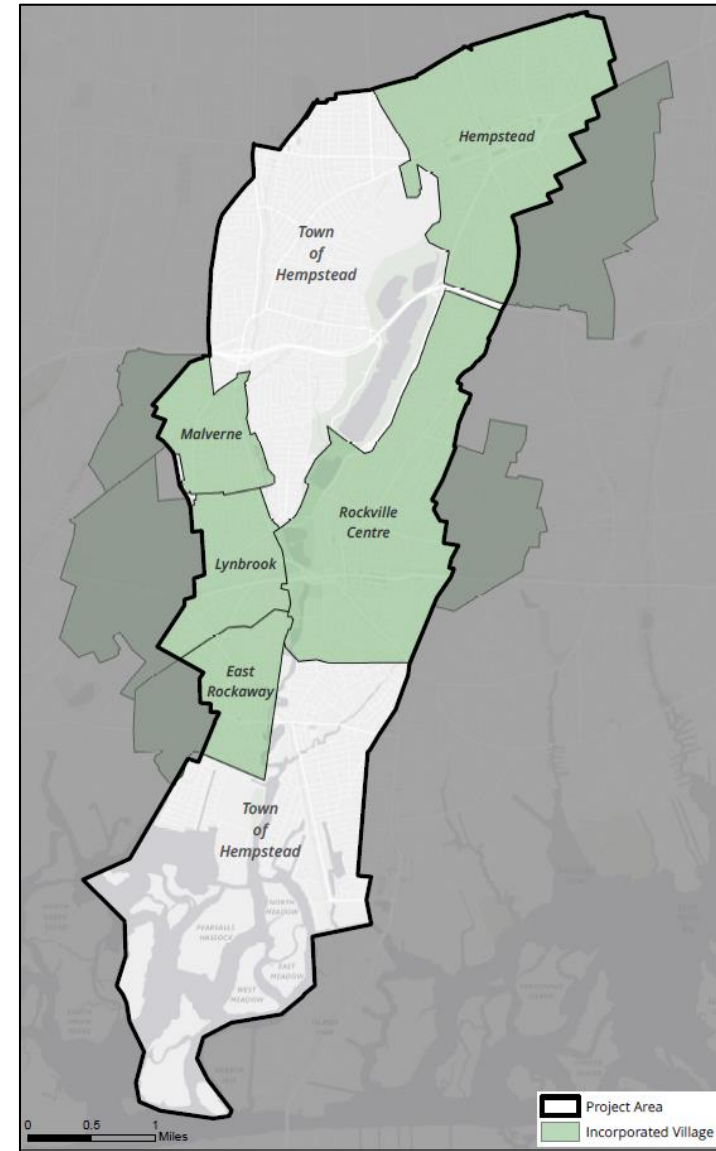 Hempstead
Town
of
Hempstead
Malverne
Rockville
Centre
Lynbrook
East
Rockaway
Town
of
Hempstead
NORTH
MEADOW
PEARSALLS
HASSOCK
EAST
MEADOW
WEST
MEADOW
0 0.5 1
Miles
Project Area
Incorporated Village